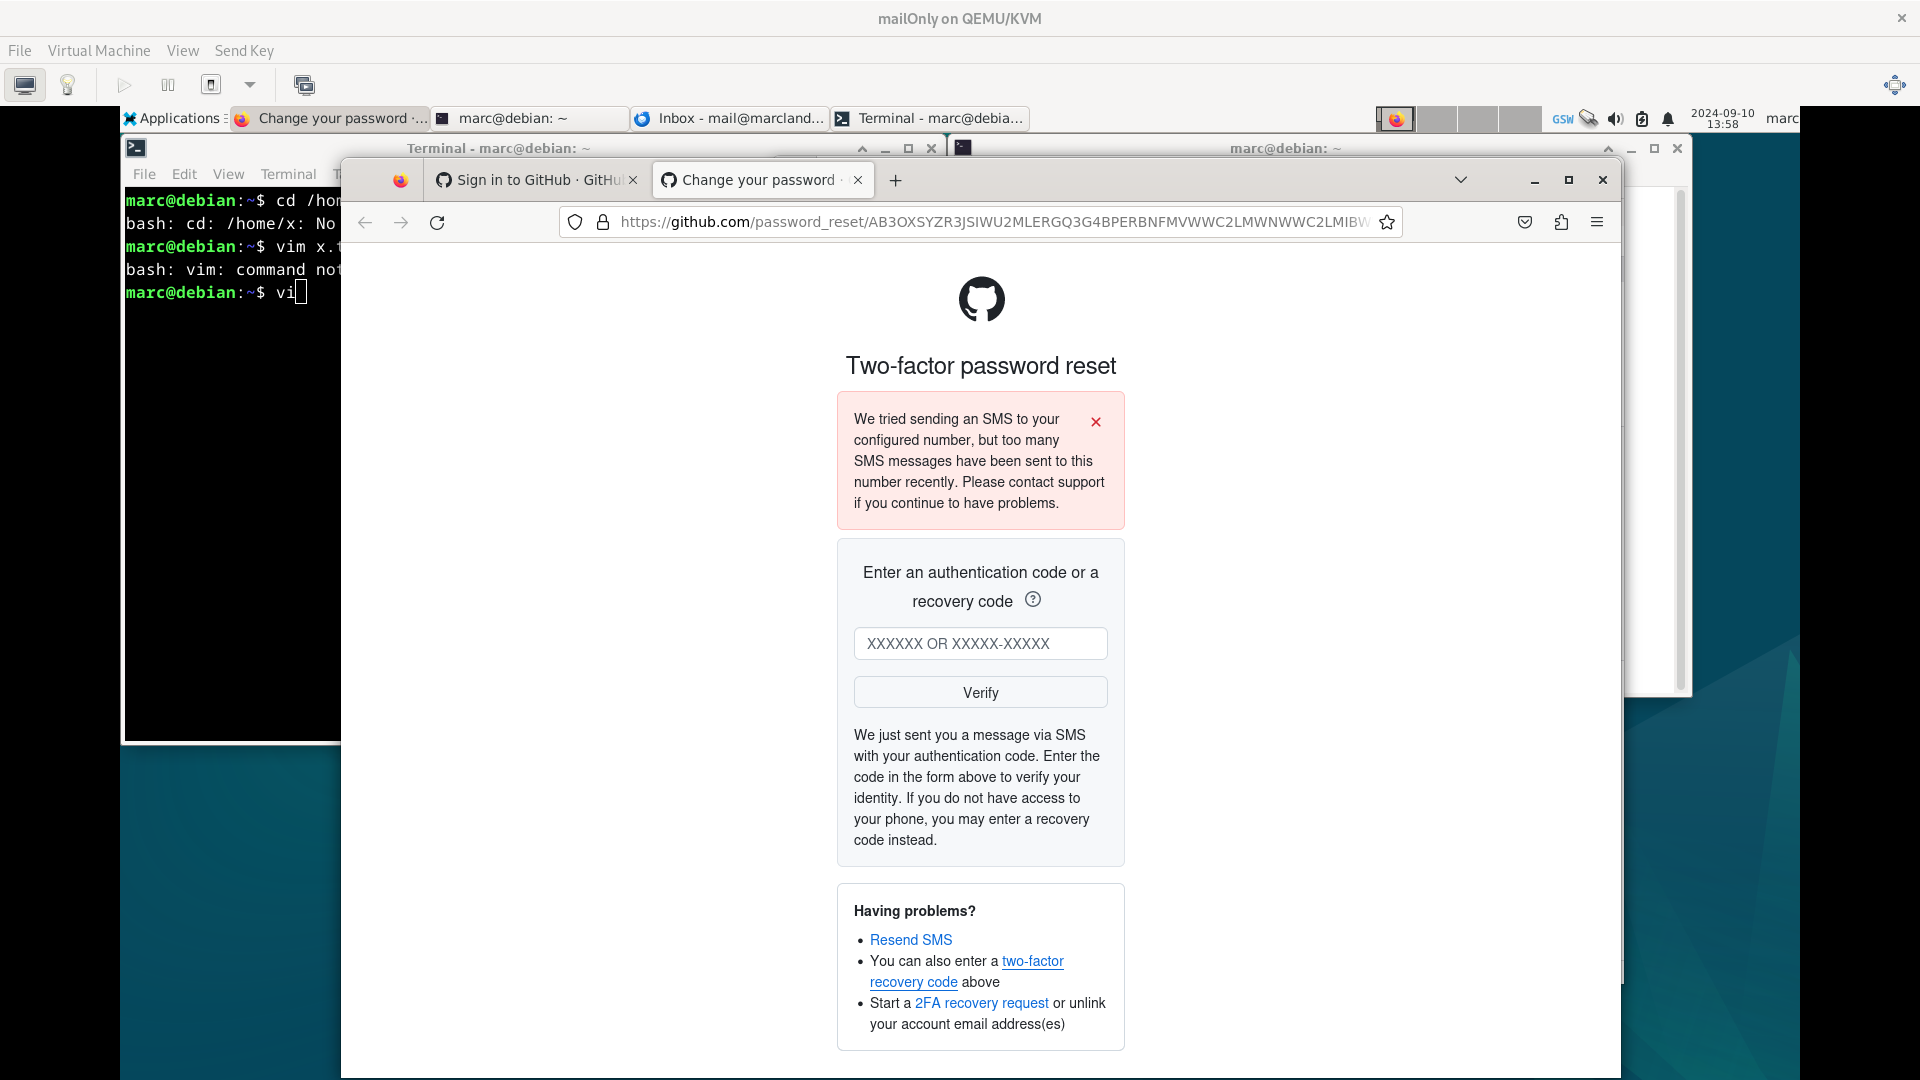 mailOnly on QEMU/KVM
File Virtual Machine View Send Key
Applications
Change your password ·...
marc@debian: ~
Inbox - mail@marcland...
Terminal - marc@debia...
GSW
2024-09-10
13:58
marc
Terminal - marc@debian: ~
marc@debian: ~
File Edit View Terminal T
marc@debian:~$ cd /hom
bash: cd: /home/x: No
marc@debian:~$ vim x.t
bash: vim: command not
marc@debian:~$ vi
Sign in to GitHub · GitHu
Change your password ·
https://github.com/password_reset/AB3OXSYZR3JSIWU2MLERGQ3G4BPERBNFMVWWC2LMWNWWC2LMIBW
Two-factor password reset
We tried sending an SMS to your
configured number, but too many
SMS messages have been sent to this
number recently. Please contact support
if you continue to have problems.
Enter an authentication code or a
recovery code
XXXXXX OR XXXXX-XXXXX
Verify
We just sent you a message via SMS
with your authentication code. Enter the
code in the form above to verify your
identity. If you do not have access to
your phone, you may enter a recovery
code instead.
Having problems?
• Resend SMS
• You can also enter a two-factor
recovery code above
• Start a 2FA recovery request or unlink
your account email address(es)